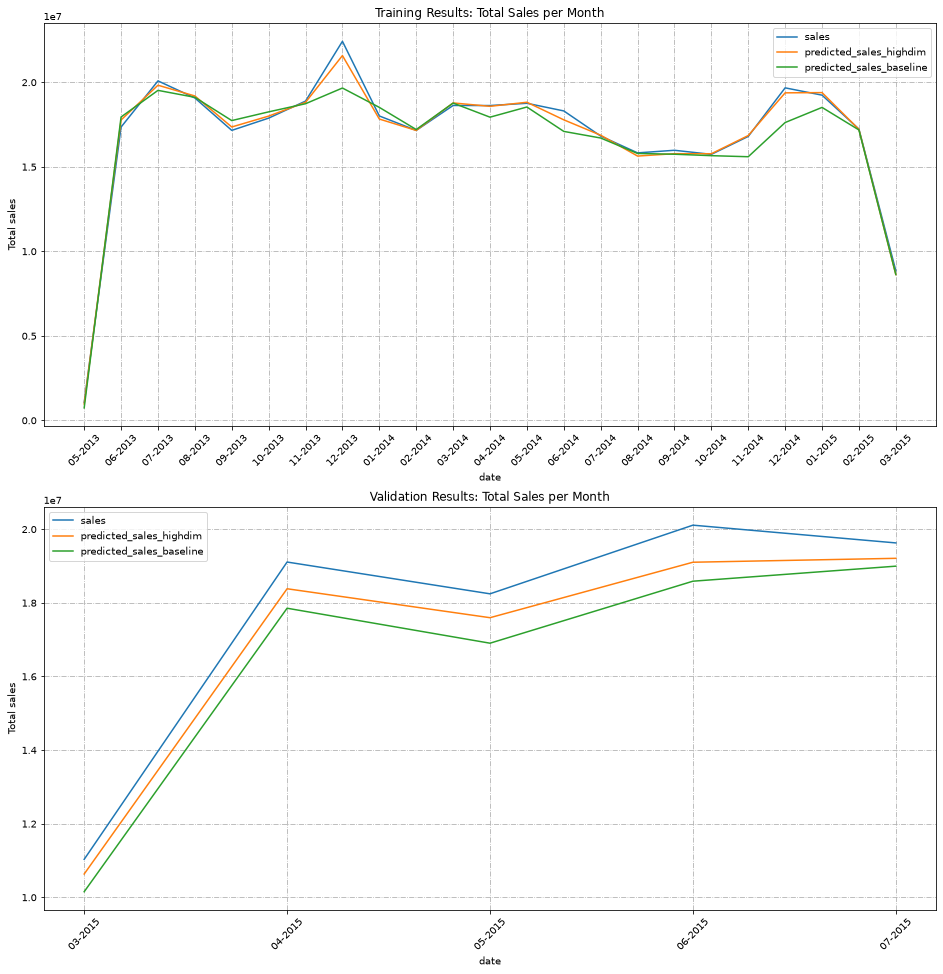 Training Results: Total Sales per Month
1e7
sales
predicted_sales_highdim
predicted_sales_baseline
2.0
1.5
1.0
0.5
0.0
Total sales
05-2013 06-2013 07-2013 08-2013 09-2013 10-2013 11-2013 12-2013 01-2014 02-2014 03-2014 04-2014 05-2014 06-2014 07-2014 08-2014 09-2014 10-2014 11-2014 12-2014 01-2015 02-2015 03-2015
date
Validation Results: Total Sales per Month
1e7
sales
predicted_sales_highdim
predicted_sales_baseline
2.0
1.8
1.6
1.4
1.2
1.0
Total sales
03-2015 04-2015 05-2015 06-2015 07-2015
date